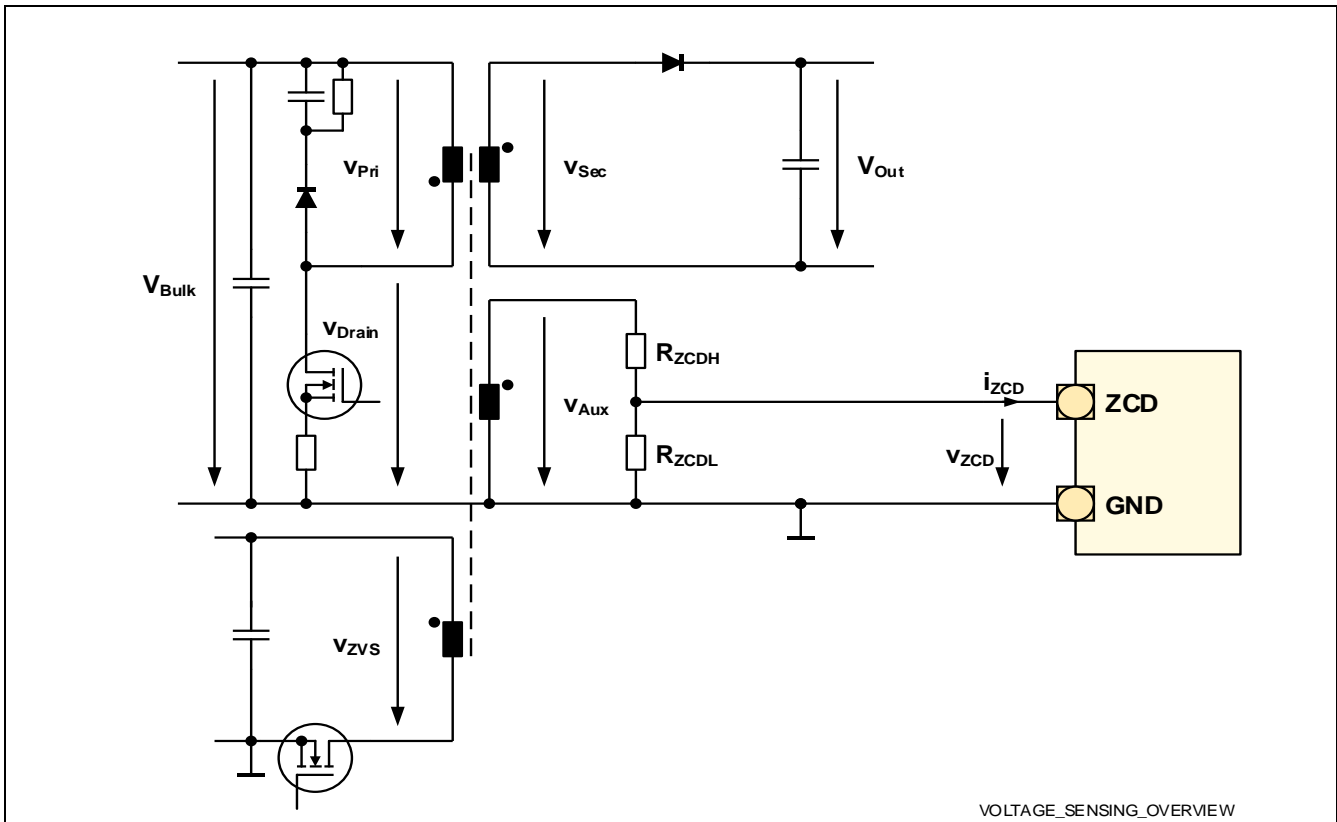 vPri
vSec
VOut
VBulk
vDrain
RZCDH
vAux
iZCD
ZCD
RZCDL
vZCD
GND
vZVS
VOLTAGE_SENSING_OVERVIEW